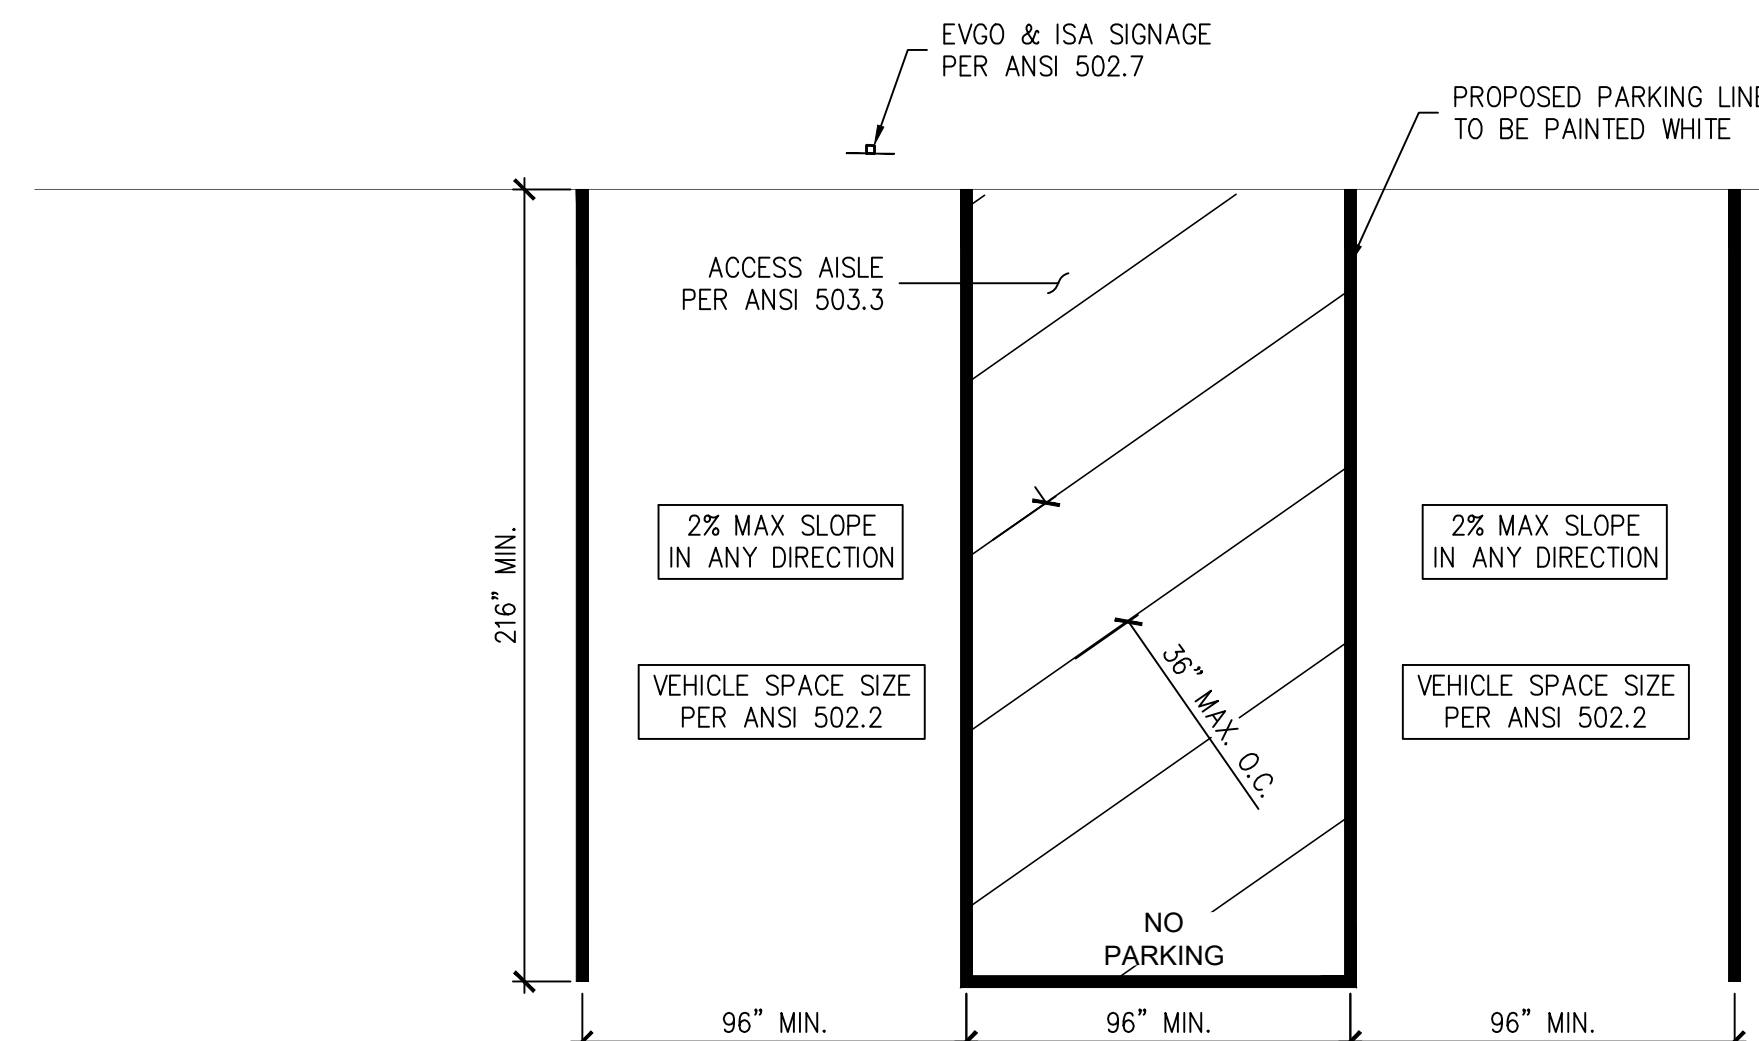 EVGO & ISA SIGNAGE
PER ANSI 502.7
PROPOSED PARKING LINE
TO BE PAINTED WHITE
ACCESS AISLE
PER ANSI 503.3
2% MAX SLOPE
IN ANY DIRECTION
2% MAX SLOPE
IN ANY DIRECTION
216” MIN.
VEHICLE SPACE SIZE
PER ANSI 502.2
36” MAX. O.C.
VEHICLE SPACE SIZE
PER ANSI 502.2
NO
PARKING
96” MIN.
96” MIN.
96” MIN.